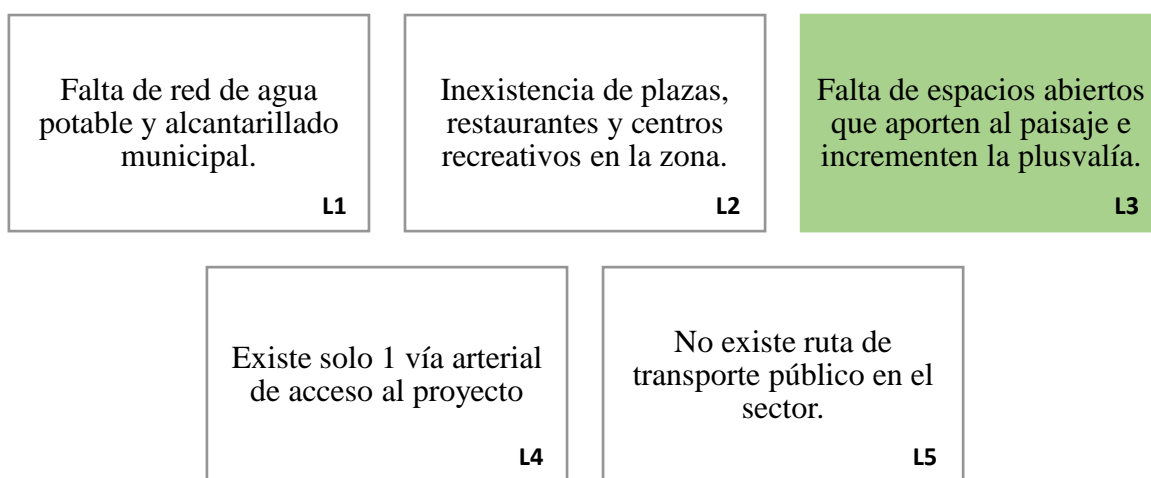 Falta de red de agua
potable y alcantarillado
municipal.
L1
Inexistencia de plazas,
restaurantes y centros
recreativos en la zona.
L2
Falta de espacios abiertos
que aporten al paisaje e
incrementen la plusvalía.
L3
Existe solo 1 vía arterial
de acceso al proyecto
L4
No existe ruta de
transporte público en el
sector.
L5